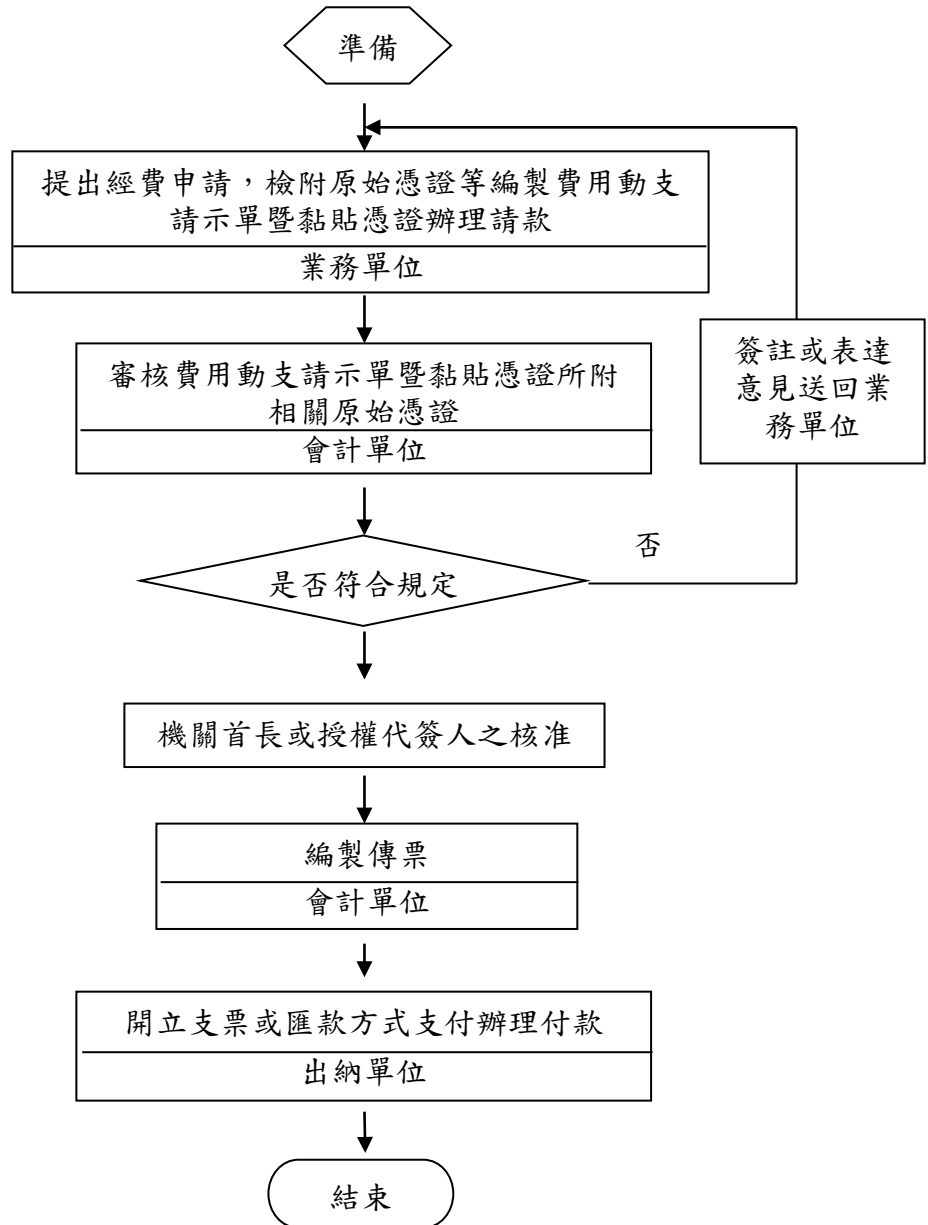 準備
提出經費申請，檢附原始憑證等編製費用動支
請示單暨黏貼憑證辦理請款
業務單位
審核費用動支請示單暨黏貼憑證所附
相關原始憑證
會計單位
簽註或表達
意見送回業
務單位
否
是否符合規定
機關首長或授權代簽人之核准
編製傳票
會計單位
開立支票或匯款方式支付辦理付款
出納單位
結束